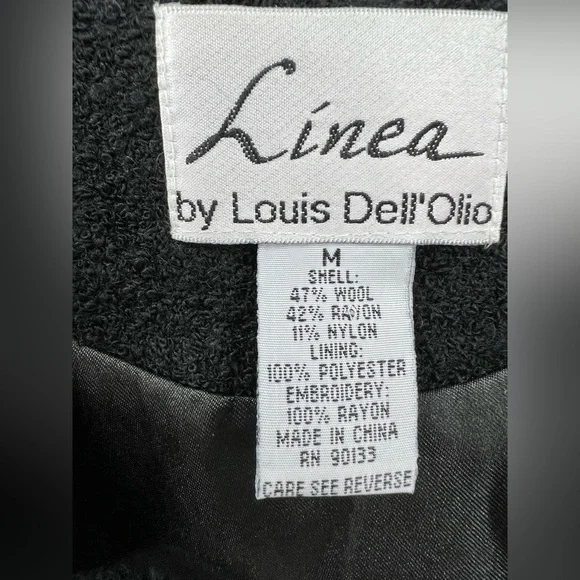 Linea
by Louis Dell'Olio
M
SHELL:
47% WOOL
42% RAYON
11% NYLON
LINING:
100% POLYESTER
EMBROIDERY:
100% RAYON
MADE IN CHINA
RN 90133
CARE SEE REVERSE